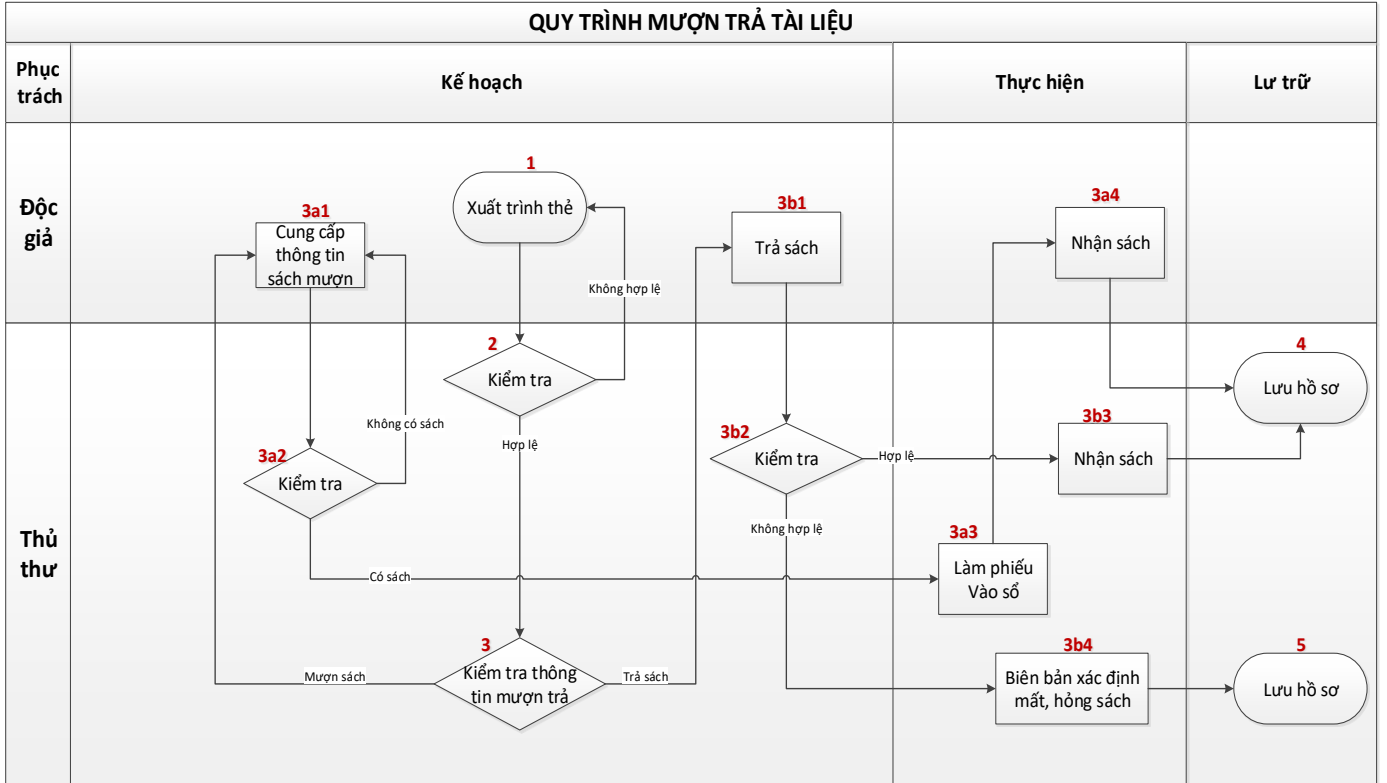 QUY TRÌNH MƯỢN TRẢ TÀI LIỆU
Phục
trách
Kế hoạch
Thực hiện
Lư trữ
Độc
giả
3a1
Cung cấp
thông tin
sách mượn
1
Xuất trình thẻ
Không hợp lệ
3b1
Trả sách
3a4
Nhận sách
Thủ
thư
2
Kiểm tra
Hợp lệ
Không có sách
3a2
Kiểm tra
Có sách
3b2
Kiểm tra
Hợp lệ
Không hợp lệ
3b3
Nhận sách
4
Lưu hồ sơ
3a3
Làm phiếu
Vào sổ
3
Kiểm tra thông
tin mượn trả
Mượn sách
Trả sách
3b4
Biên bản xác định
mất, hỏng sách
5
Lưu hồ sơ